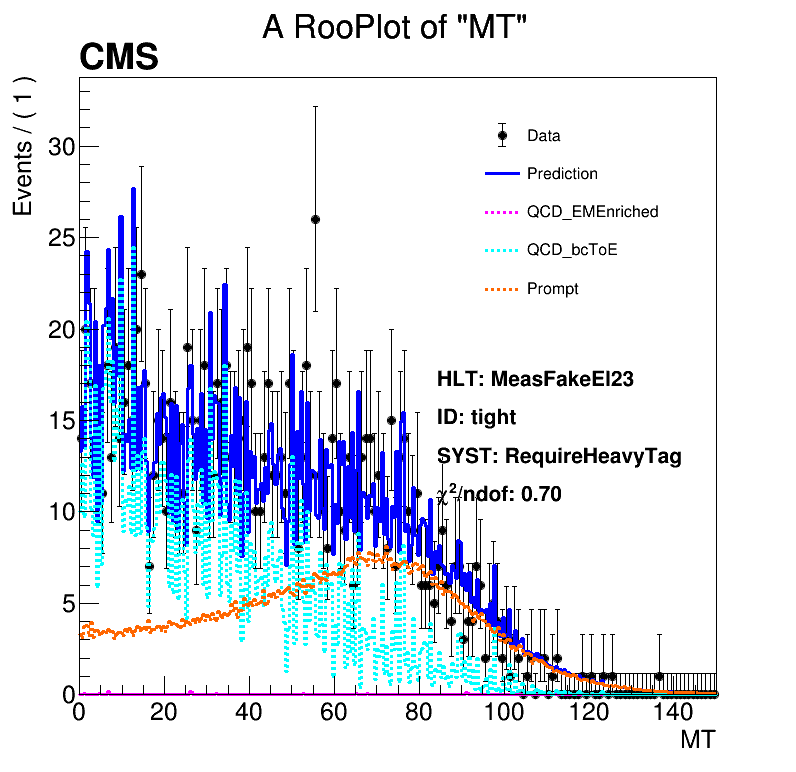 A RooPlot of "MT"
CMS
Events / ( 1 )
30
25
20
15
10
5
0
Data
Prediction
QCD_EMEnriched
QCD_bcToE
Prompt
HLT: MeasFakeEl23
ID: tight
SYST: RequireHeavyTag
χ²/ndof: 0.70
0 20 40 60 80 100 120 140
MT